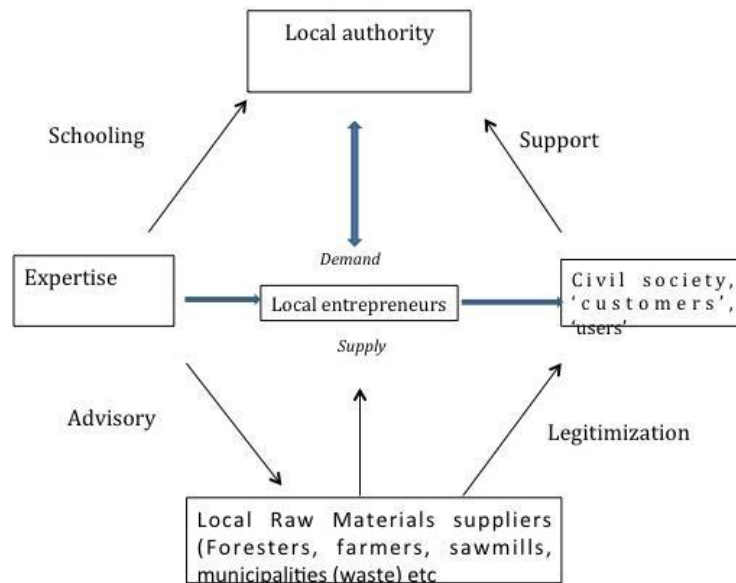 Local authority
Schooling
Support
Demand
Expertise
Local entrepreneurs
Civil society,
‘customers’,
‘users’
Supply
Advisory
Legitimization
Local Raw Materials suppliers
(Foresters, farmers, sawmills,
municipalities (waste) etc